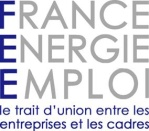 FRANCE
ENERGIE
EMPLOI
le trait d'union entre les
entreprises et les cadres